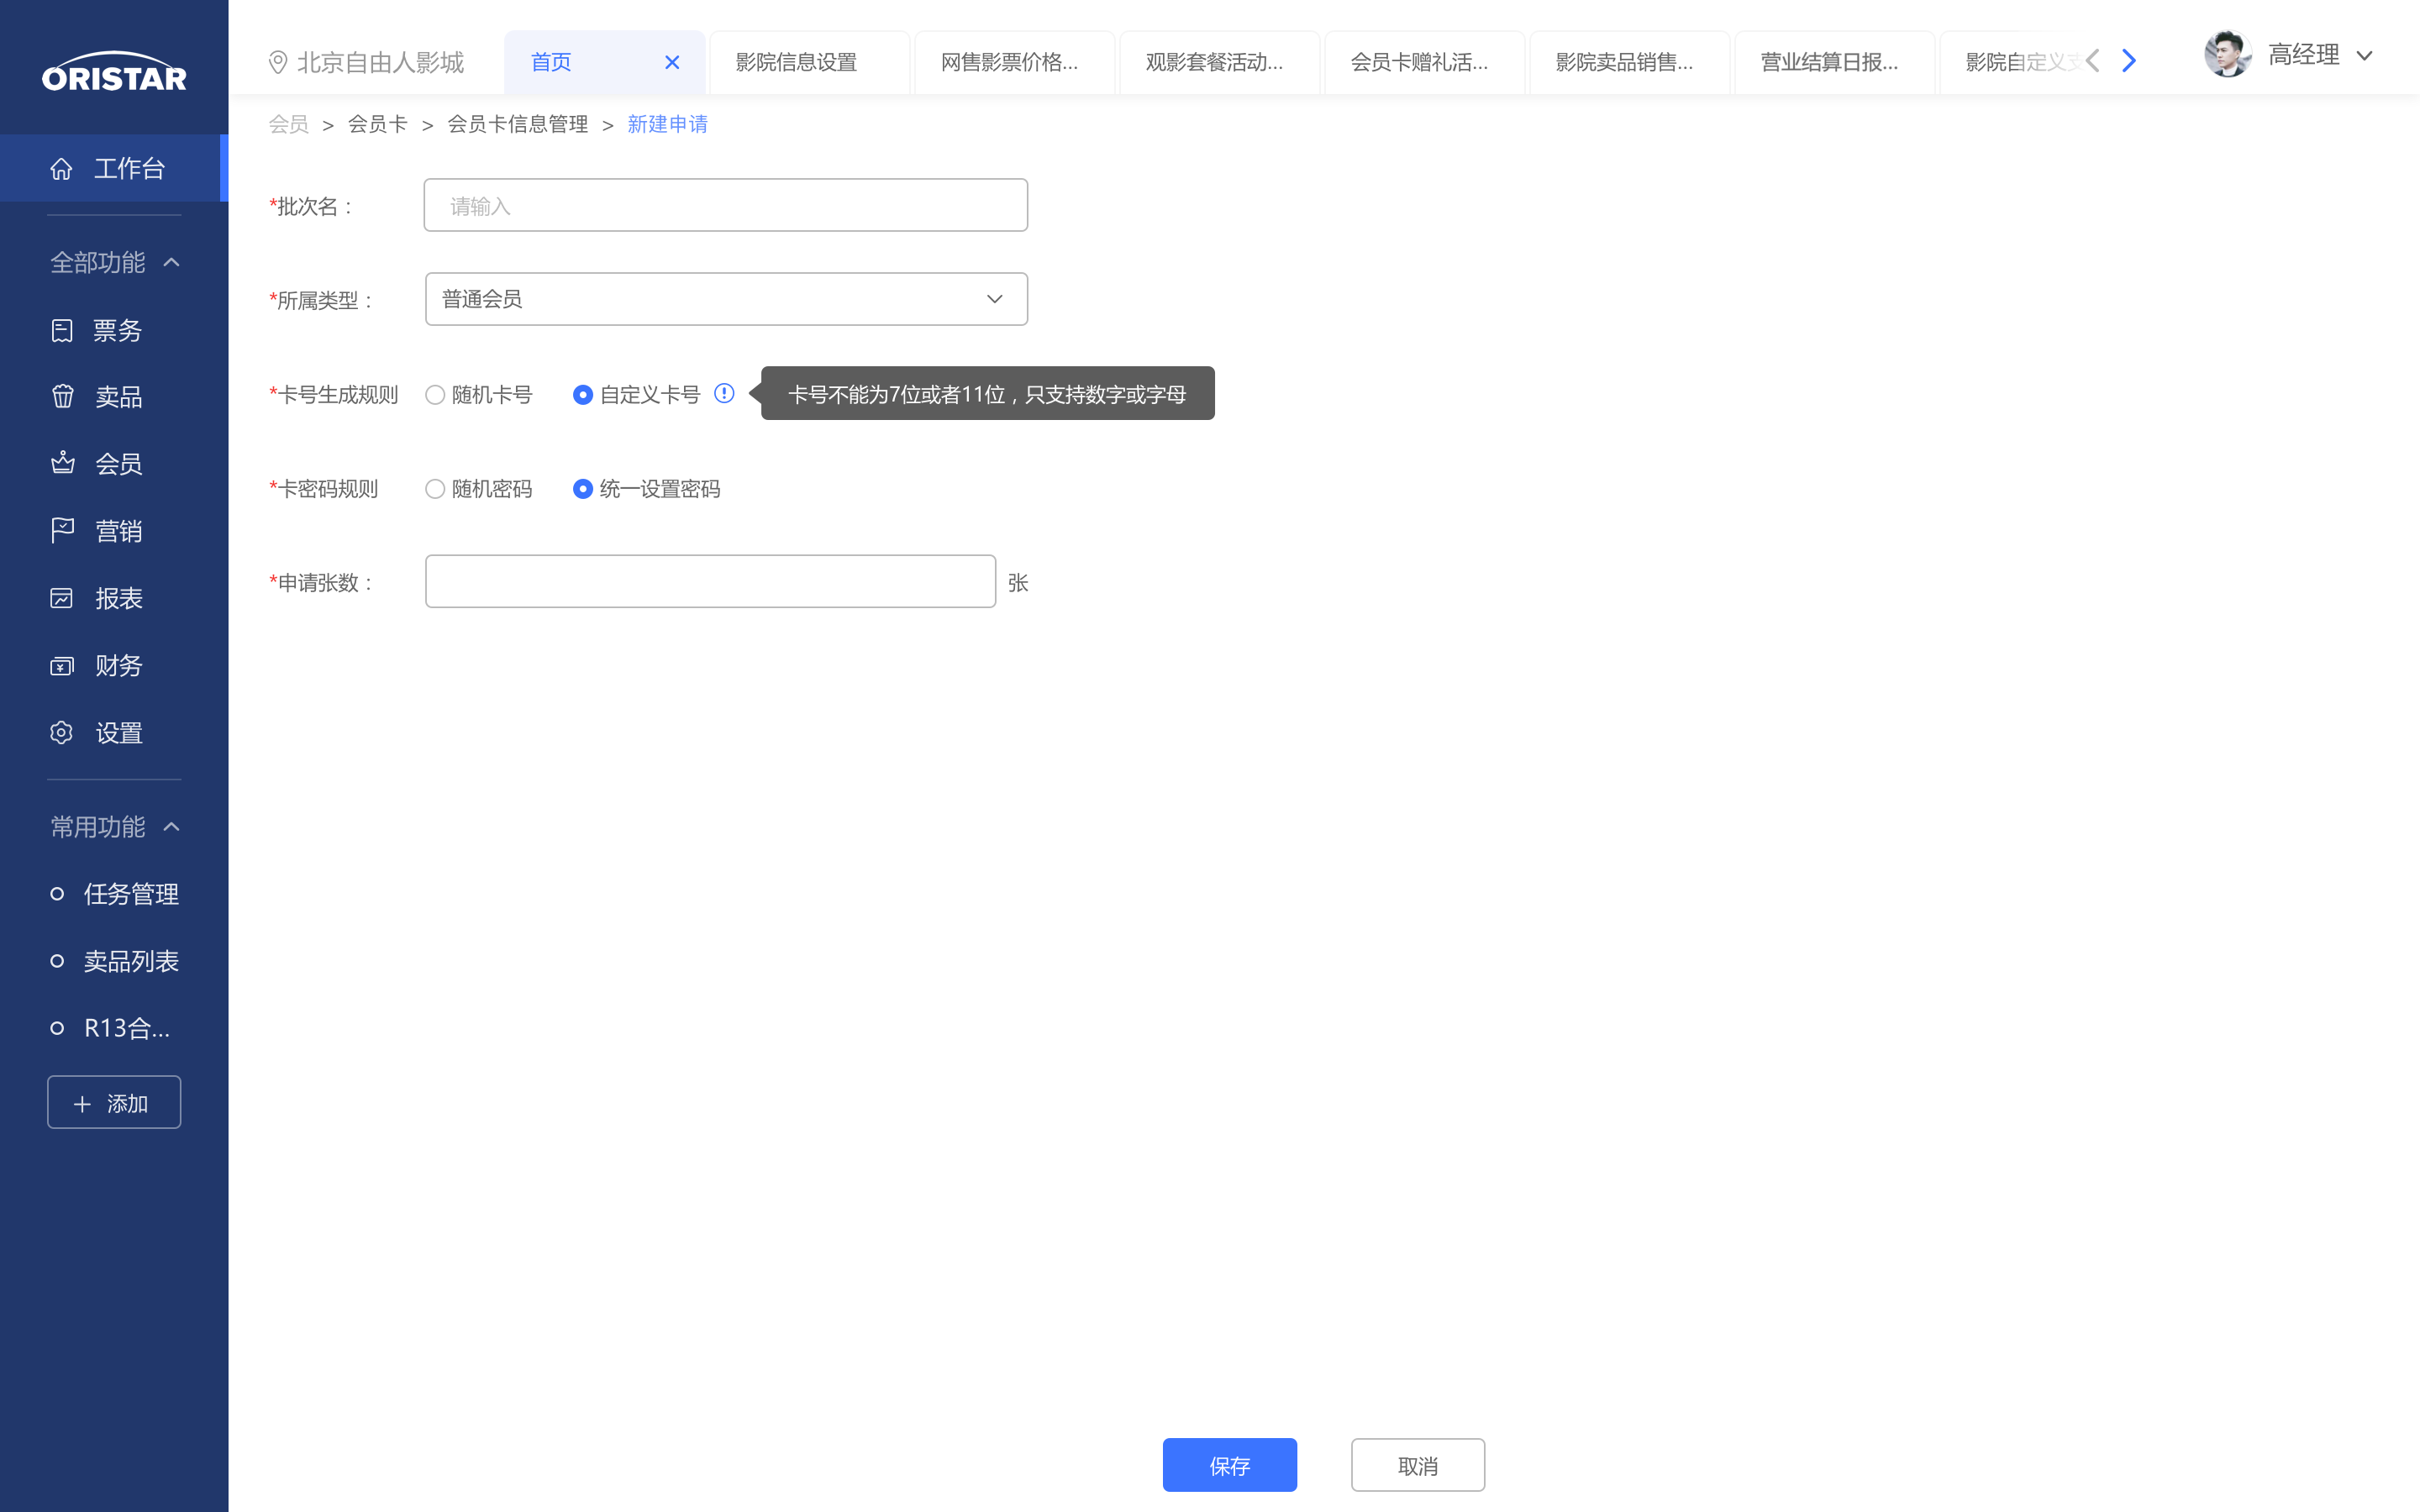 ORISTAR
北京自由人影城
首页
影院信息设置
网售影票价格...
观影套餐活动...
会员卡赠礼活...
影院卖品销售...
营业结算日报...
影院自定义支
高经理
会员 > 会员卡 > 会员卡信息管理 > 新建申请
工作台
全部功能
票务
卖品
会员
营销
报表
财务
设置
常用功能
任务管理
卖品列表
R13合...
添加
*批次名：
请输入
*所属类型：
普通会员
*卡号生成规则
随机卡号
自定义卡号
卡号不能为7位或者11位，只支持数字或字母
*卡密码规则
随机密码
统一设置密码
*申请张数：
张
保存
取消